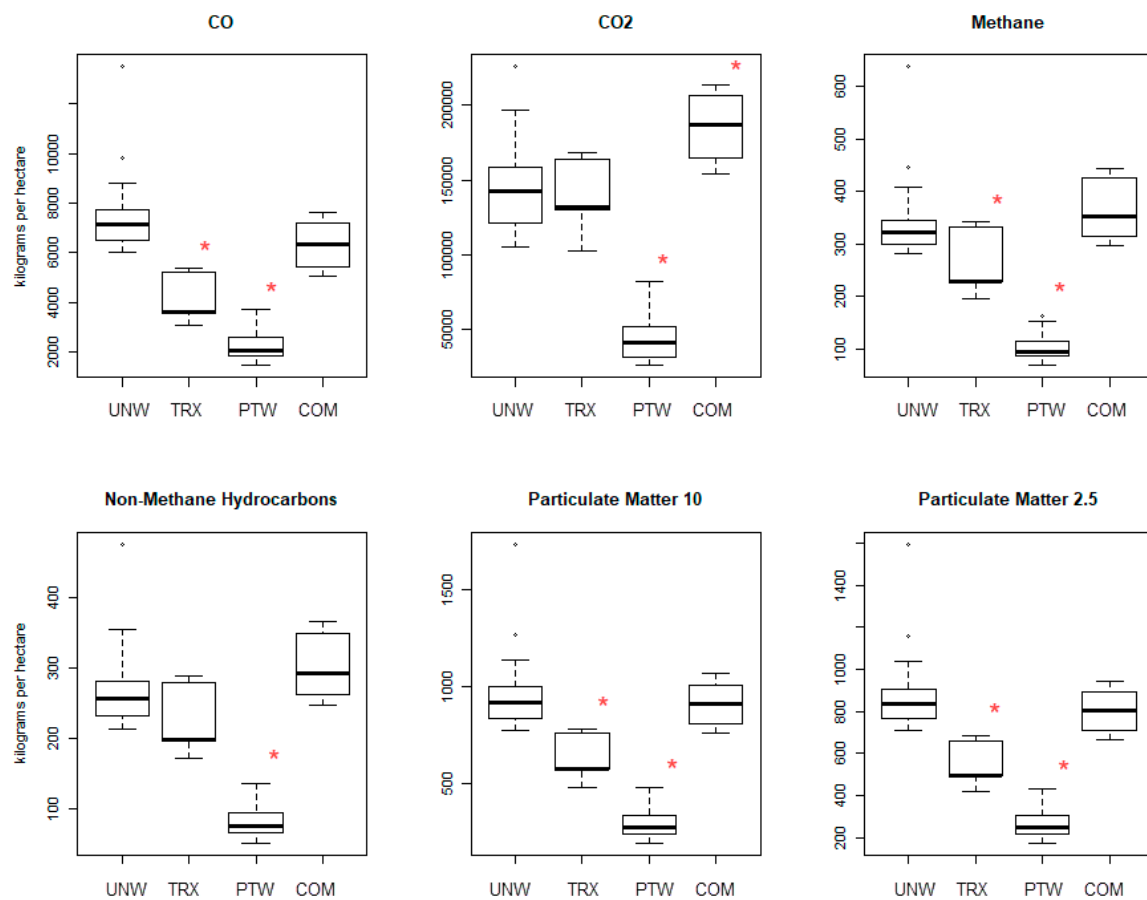 CO
CO2
Methane
kilograms per hectare
2000
4000
6000
8000
10000
50000
100000
150000
200000
100
200
300
400
500
600
*
*
*
*
*
*
*
UNW TRX PTW COM
UNW TRX PTW COM
UNW TRX PTW COM
Non-Methane Hydrocarbons
Particulate Matter 10
Particulate Matter 2.5
kilograms per hectare
100
200
300
400
500
1000
1500
200
400
600
800
1000
1400
*
*
*
*
*
UNW TRX PTW COM
UNW TRX PTW COM
UNW TRX PTW COM